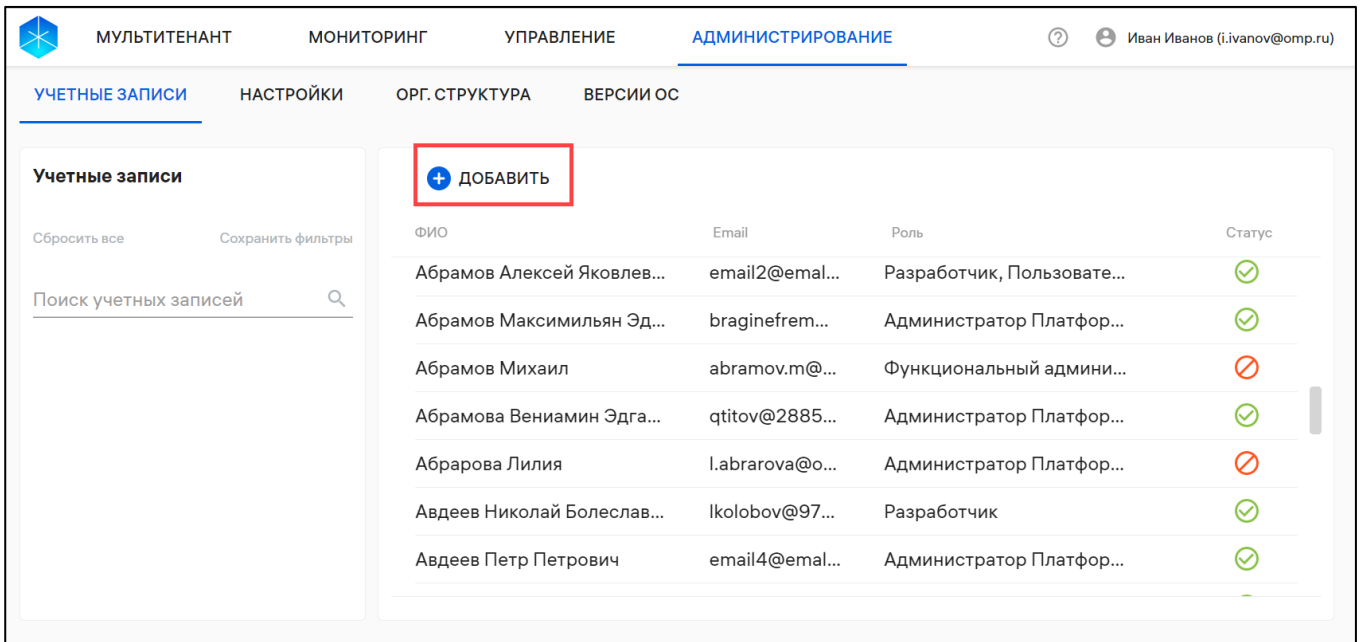 МУЛЬТИТЕНАНТ МОНИТОРИНГ УПРАВЛЕНИЕ АДМИНИСТРИРОВАНИЕ ? Иван Иванов (i.ivanov@omp.ru)
УЧЕТНЫЕ ЗАПИСИ НАСТРОЙКИ ОРГ. СТРУКТУРА ВЕРСИИ ОС
Учетные записи
Сбросить все Сохранить фильтры
Поиск учетных записей
+ ДОБАВИТЬ
ФИО Email Роль Статус
Абрамов Алексей Яковлев... email2@emal... Разработчик, Пользовате...
Абрамов Максимильян Эд... braginefrem... Администратор Платфор...
Абрамов Михаил abramov.m@... Функциональный админи...
Абрамова Вениамин Эдга... qtitov@2885... Администратор Платфор...
Абрарова Лилия l.abrarova@o... Администратор Платфор...
Авдеев Николай Болеслав... lkolobov@97... Разработчик
Авдеев Петр Петрович email4@emal... Администратор Платфор...